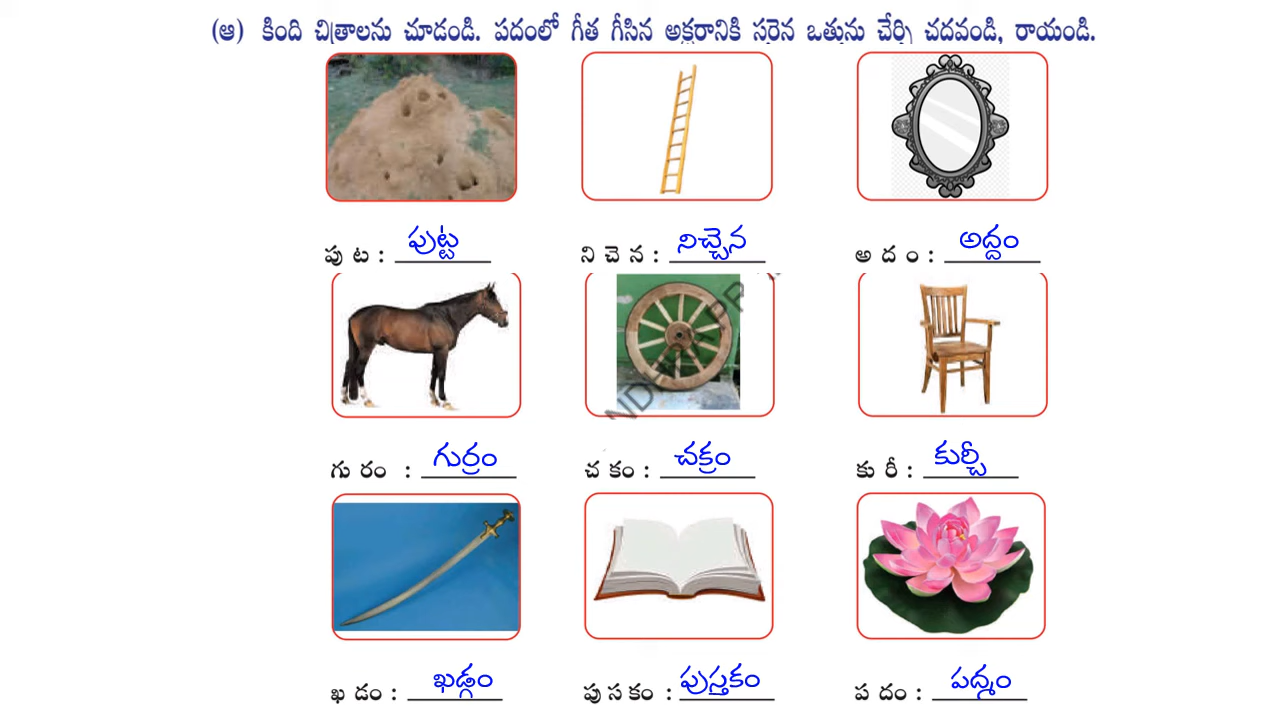 (ఆ) కింది చిత్రాలను చూడండి. పదంలో గీత గీసిన అక్షరానికి సరైన ఒత్తును చేర్చి చదవండి, రాయండి.
పు ట : పుట్ట ని చె న : నిచ్చెన అ ద ం : అద్దం
గు రం : గుర్రం చ కం : చక్రం కు రీ : కుర్చీ
ఖ డం : ఖడ్గం పు స కం : పుస్తకం ప దం : పద్మం